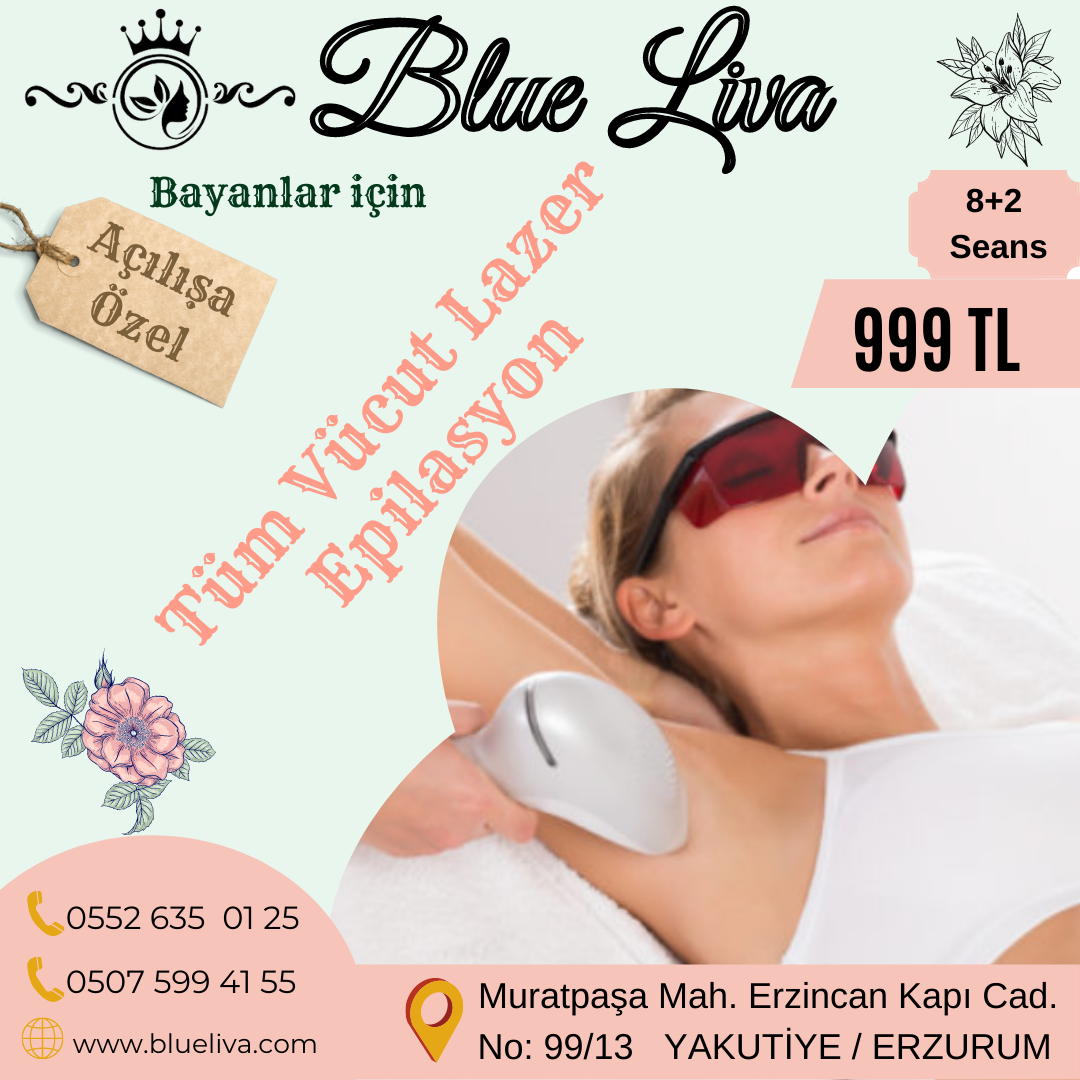 Blue Liva
Bayanlar için
Açılışa
Özel
Tüm Vücut Lazer
Epilasyon
8+2
Seans
999 TL
0552 635 01 25
0507 599 41 55
www.blueliva.com
Muratpaşa Mah. Erzincan Kapı Cad.
No: 99/13 YAKUTİYE / ERZURUM